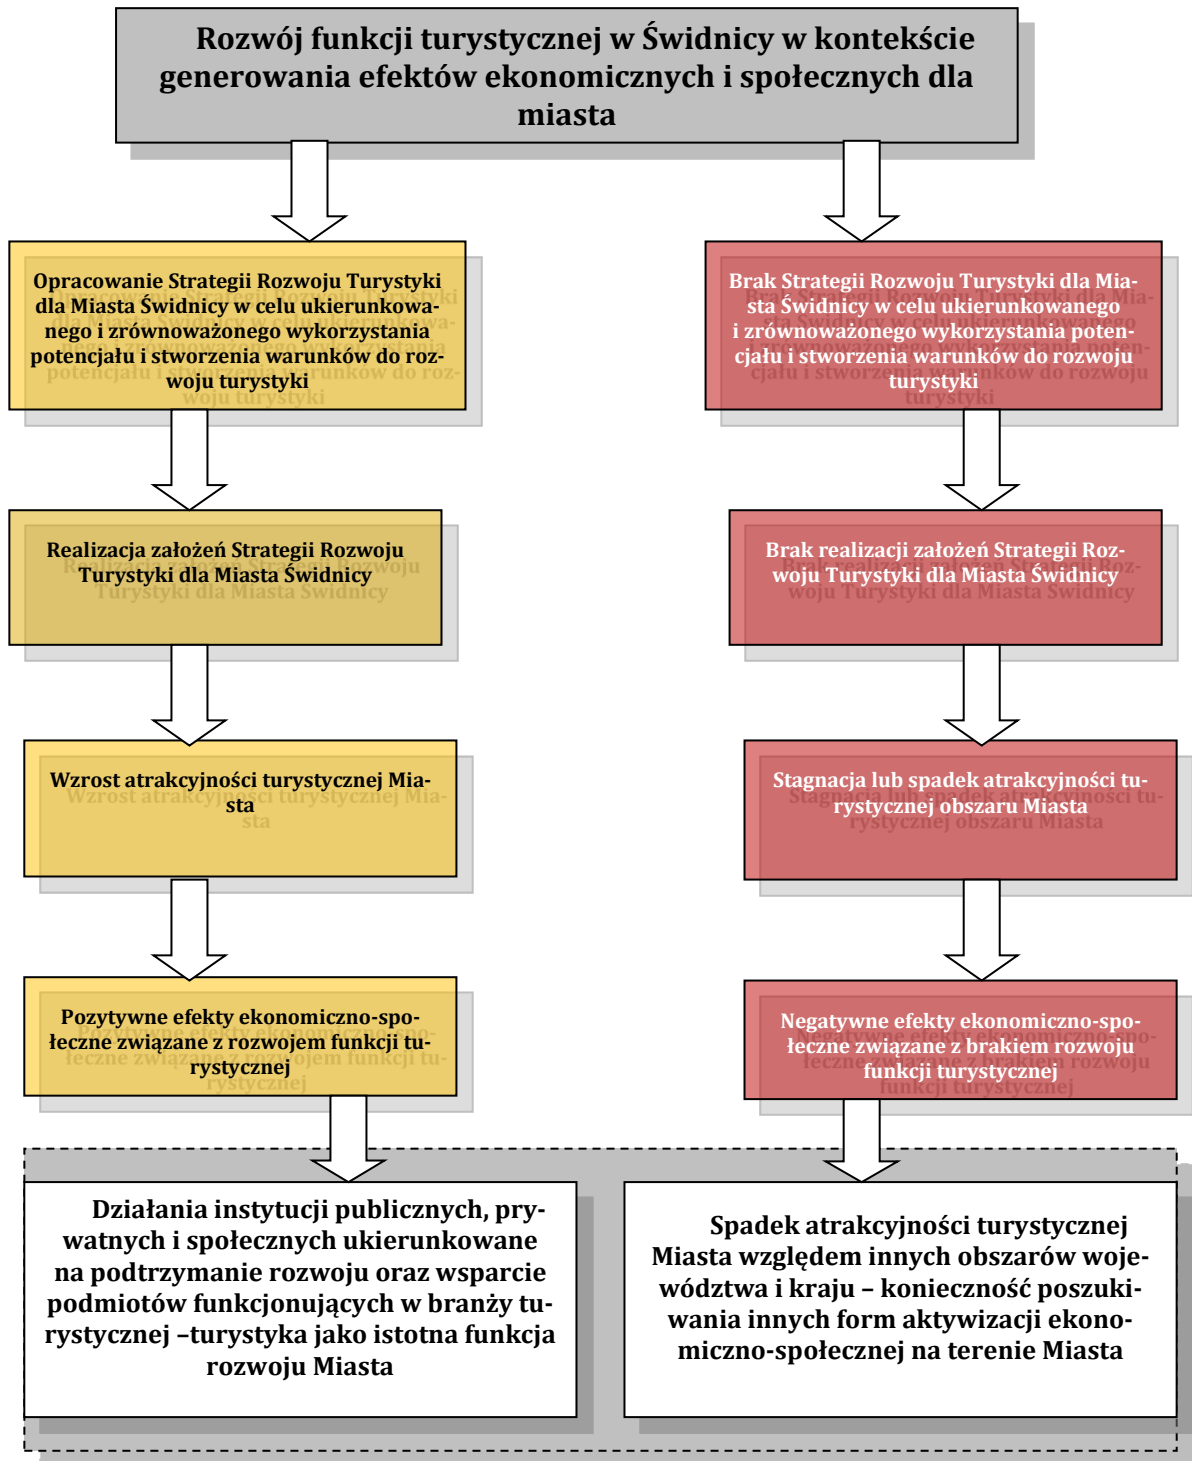 Rozwój funkcji turystycznej w Świdnicy w kontekście
generowania efektów ekonomicznych i społecznych dla
miasta
Opracowanie Strategii Rozwoju Turystyki
dla Miasta Świdnicy w celu ukierunkowa-
nego i zrównoważonego wykorzystania
potencjału i stworzenia warunków do roz-
woju turystyki
Brak Strategii Rozwoju Turystyki dla Mia-
sta Świdnicy w celu ukierunkowanego
i zrównoważonego wykorzystania poten-
cjału i stworzenia warunków do rozwoju
turystyki
Realizacja założeń Strategii Rozwoju
Turystyki dla Miasta Świdnicy
Brak realizacji założeń Strategii Roz-
woju Turystyki dla Miasta Świdnicy
Wzrost atrakcyjności turystycznej Mia-
sta
Stagnacja lub spadek atrakcyjności tu-
rystycznej obszaru Miasta
Pozytywne efekty ekonomiczno-spo-
łeczne związane z rozwojem funkcji tu-
rystycznej
Negatywne efekty ekonomiczno-spo-
łeczne związane z brakiem rozwoju
funkcji turystycznej
Działania instytucji publicznych, pry-
watnych i społecznych ukierunkowane
na podtrzymanie rozwoju oraz wsparcie
podmiotów funkcjonujących w branży tu-
rystycznej –turystyka jako istotna funkcja
rozwoju Miasta
Spadek atrakcyjności turystycznej
Miasta względem innych obszarów woje-
wództwa i kraju – konieczność poszuki-
wania innych form aktywizacji ekono-
miczno-społecznej na terenie Miasta